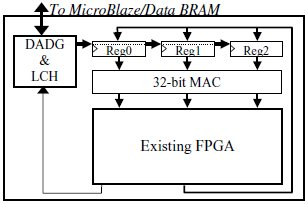 To MicroBlaze/Data BRAM
DADG
&
LCH
Reg0 Reg1 Reg2
32-bit MAC
Existing FPGA